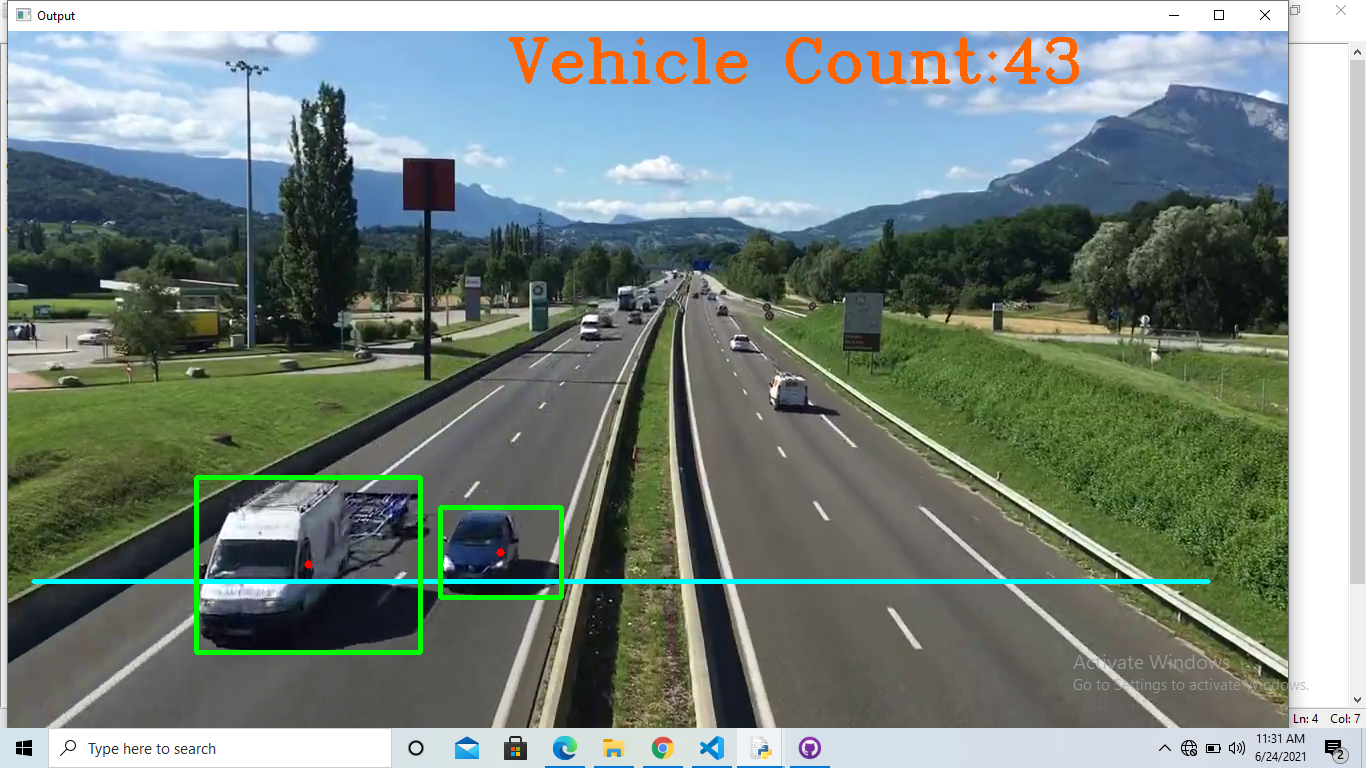 Output
Vehicle Count:43
Activate Windows
Go to Settings to activate Windows.
Ln: 4 Col: 7
Type here to search
11:31 AM
6/24/2021
2